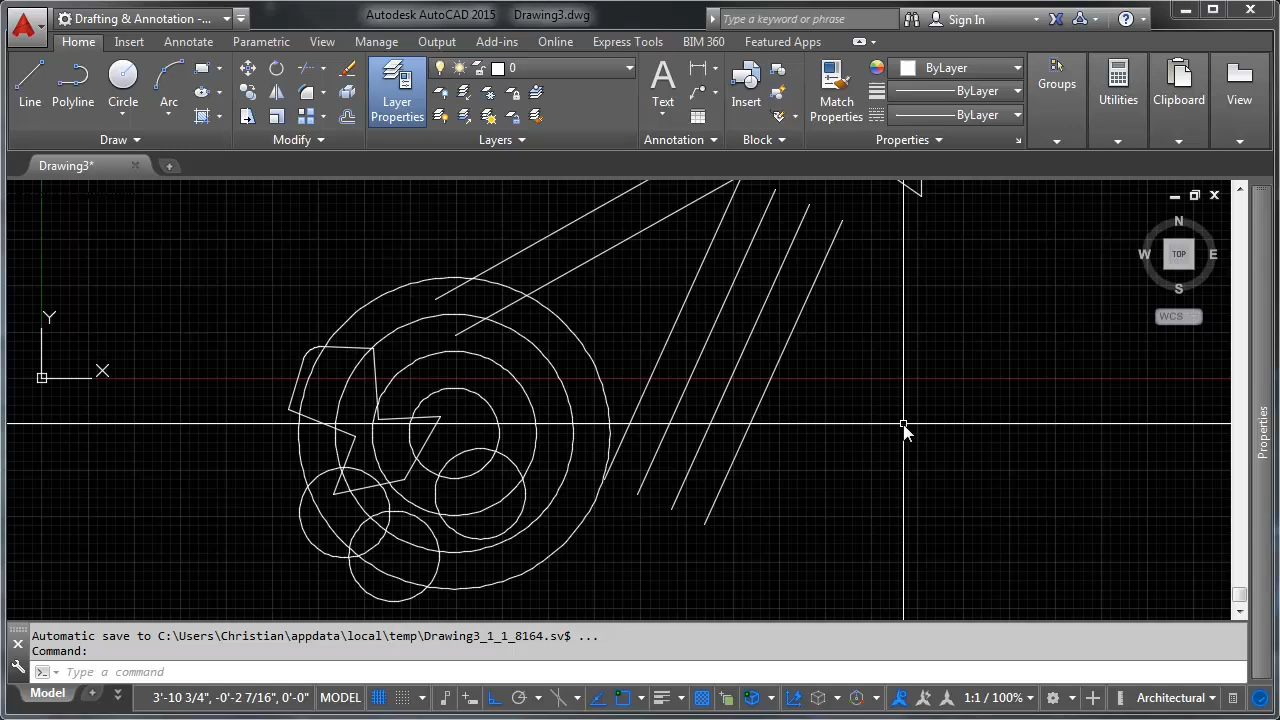 Drafting & Annotation -
Autodesk AutoCAD 2015 Drawing3.dwg
Type a keyword or phrase
Sign In
Home Insert Annotate Parametric View Manage Output Add-ins Online Express Tools BIM 360 Featured Apps
0
ByLayer
ByLayer
ByLayer
Line Polyline Circle Arc
Layer
Properties
Text
Insert
Match
Properties
Groups
Utilities
Clipboard
View
Draw
Modify
Layers
Annotation
Block
Properties
Drawing3*
N
W TOP E
S
WCS
Y
X
Properties
Automatic save to C:\Users\Christian\appdata\local\temp\Drawing3_1_1_8164.sv$ ...
Command:
Type a command
Model
3'-10 3/4", -0'-2 7/16", 0'-0" MODEL
1:1 / 100%
Architectural